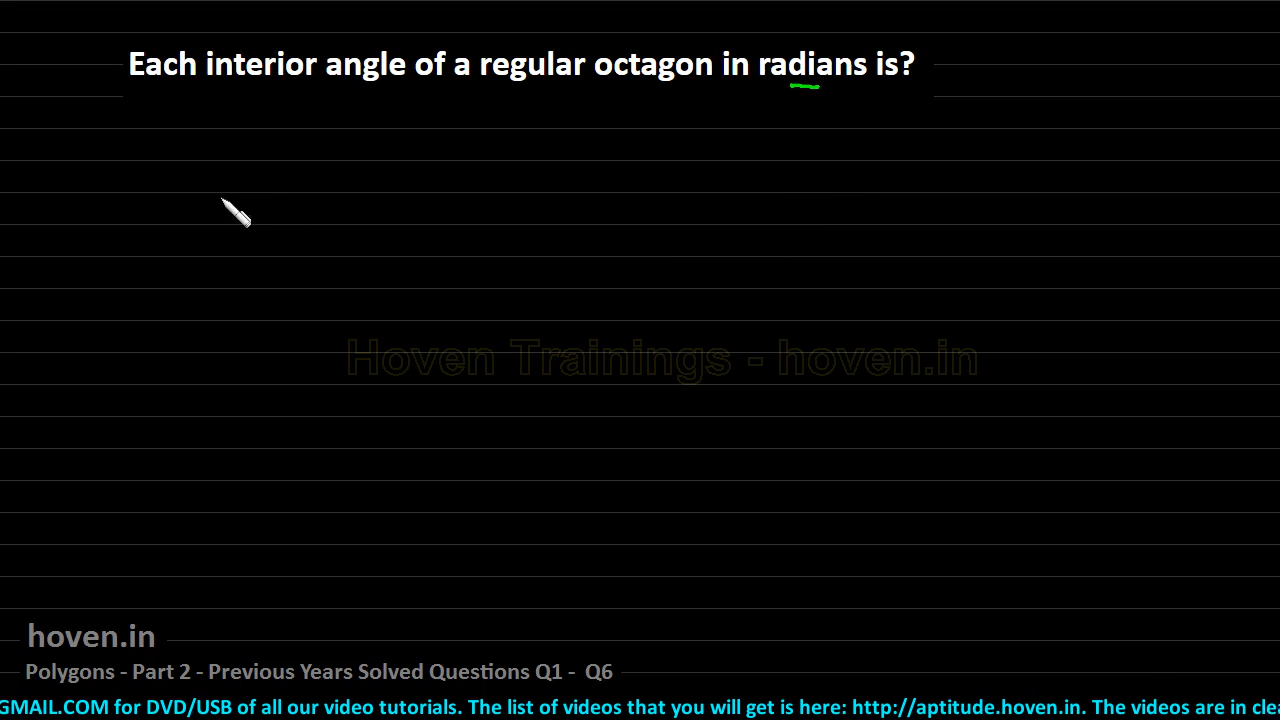 Each interior angle of a regular octagon in radians is?
Hoven Trainings - hoven.in
hoven.in
Polygons - Part 2 - Previous Years Solved Questions Q1 - Q6
GMAIL.COM for DVD/USB of all our video tutorials. The list of videos that you will get is here: http://aptitude.hoven.in. The videos are in clea